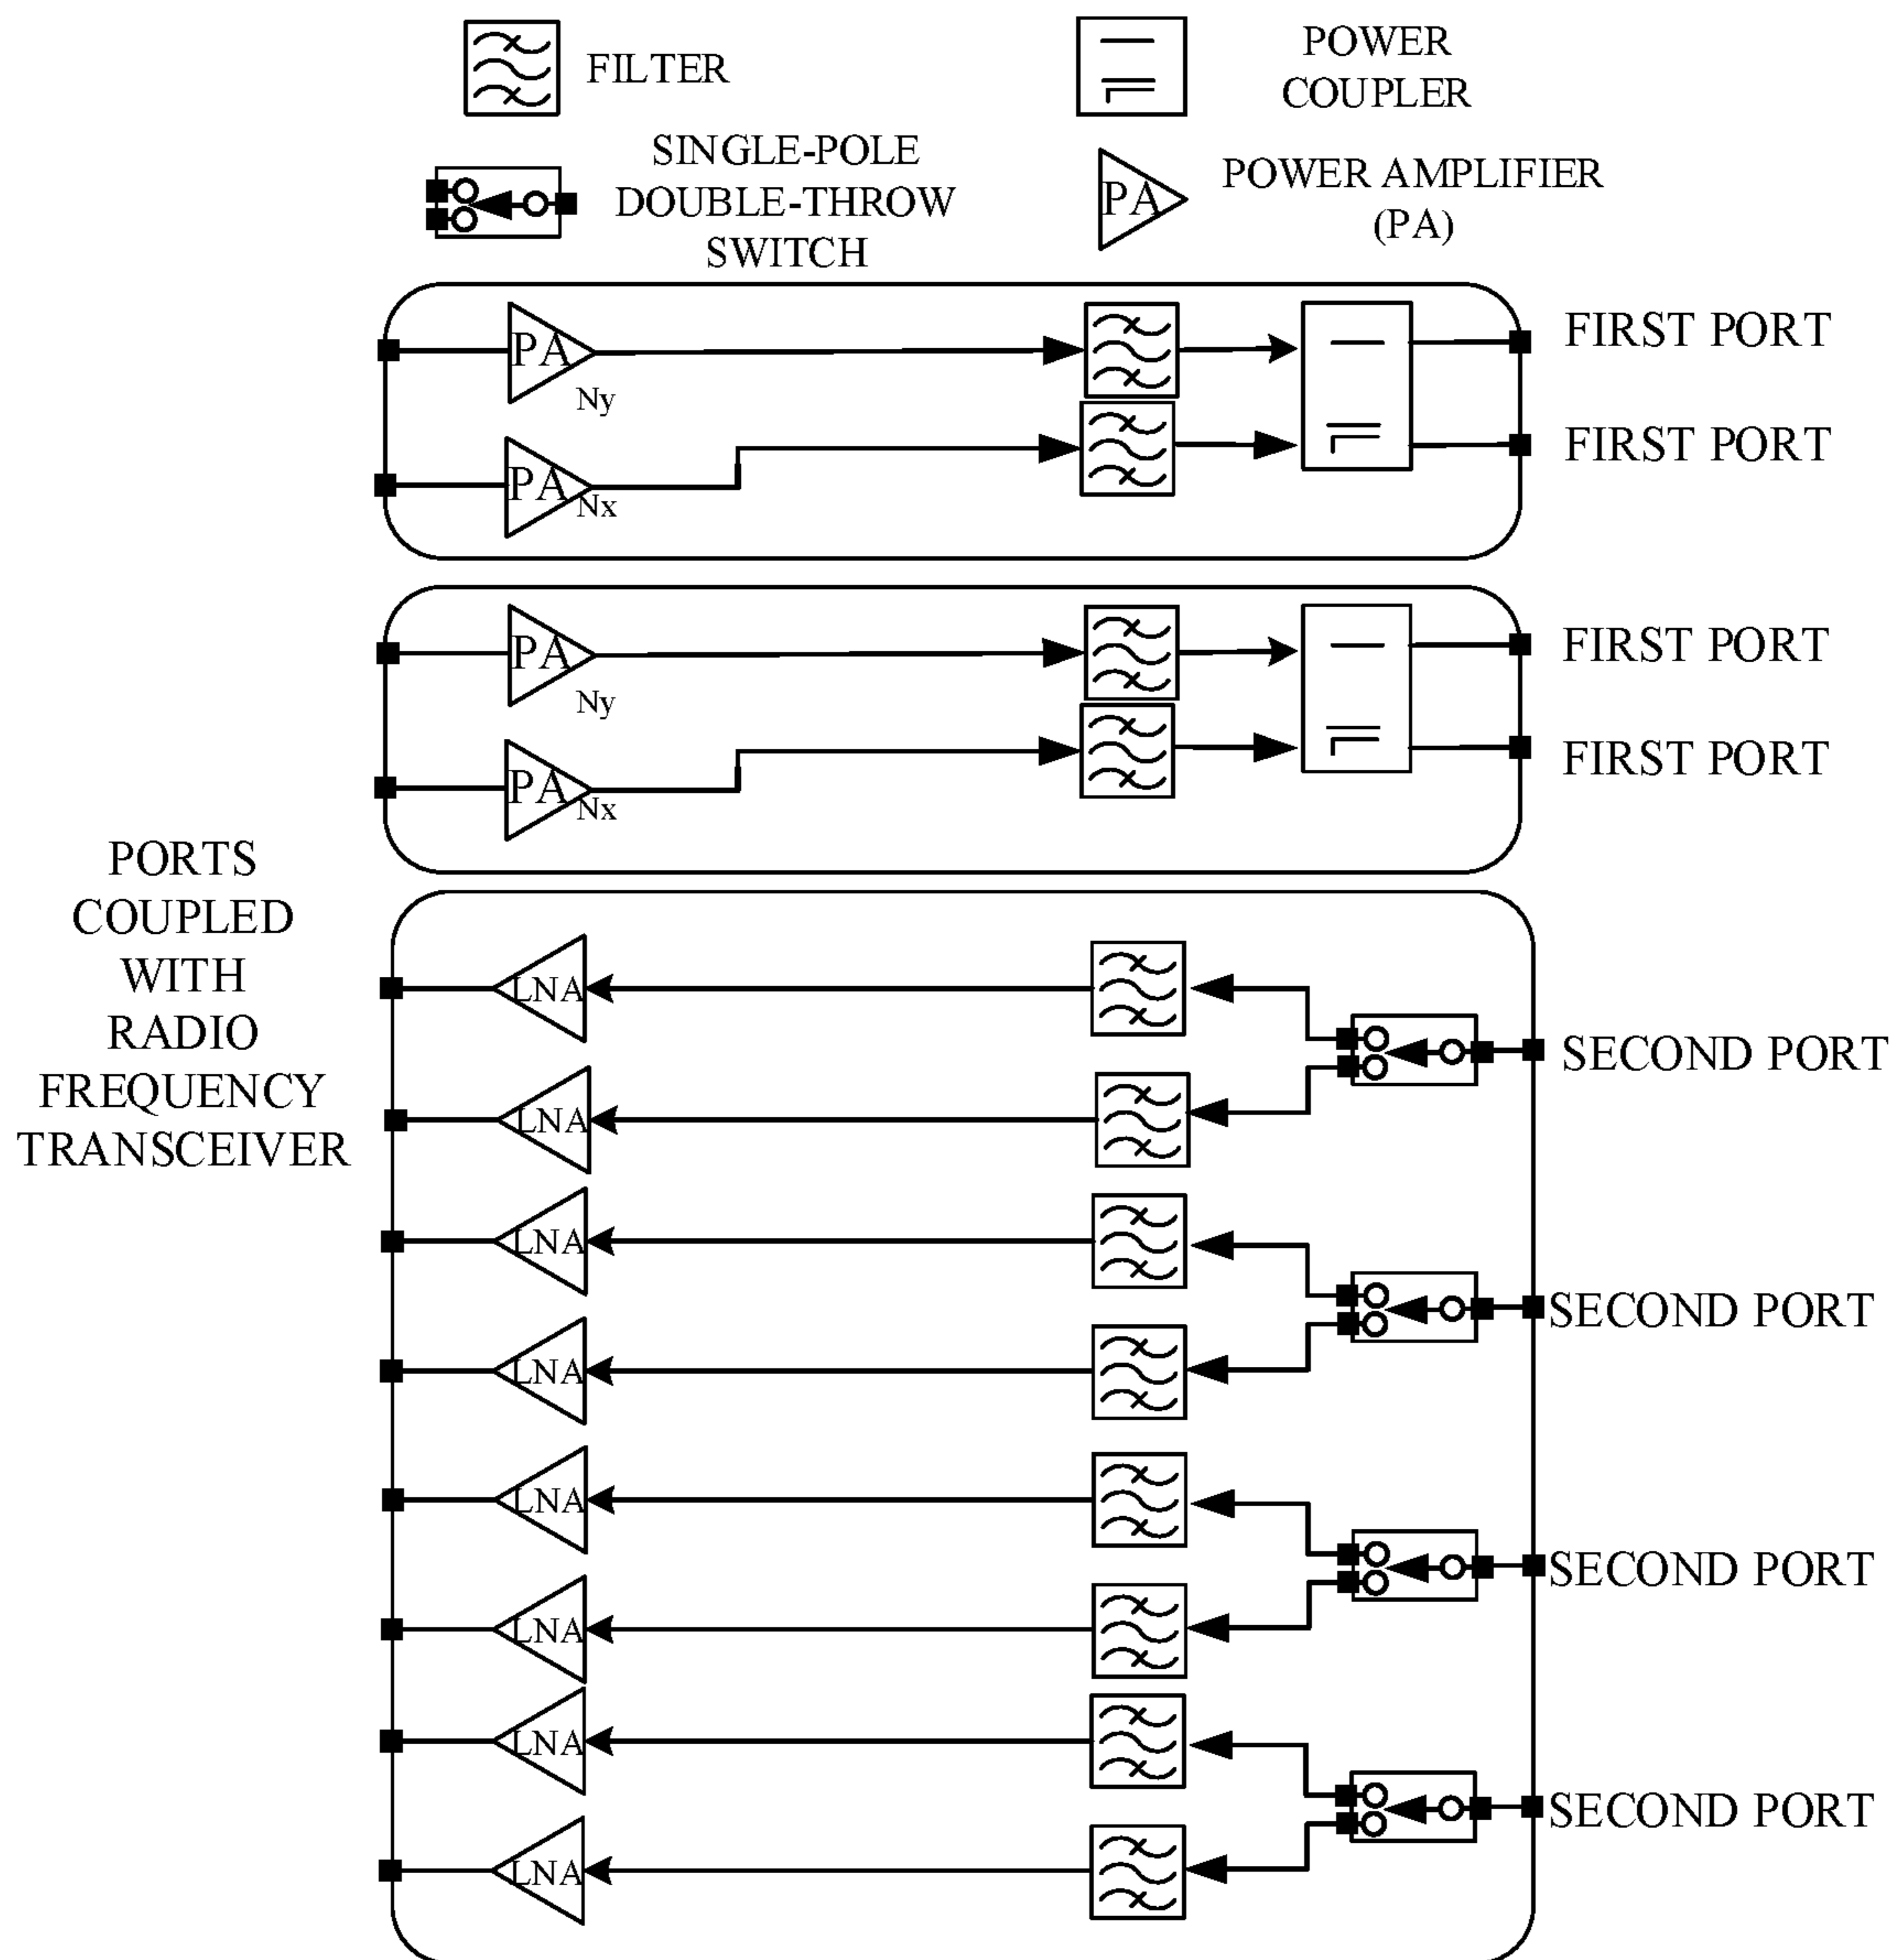 FILTER
POWER
COUPLER
SINGLE-POLE
DOUBLE-THROW
SWITCH
PA
POWER AMPLIFIER
(PA)
PA
Ny
FIRST PORT
PA
Nx
FIRST PORT
PA
Ny
FIRST PORT
PA
Nx
FIRST PORT
PORTS
COUPLED
WITH
RADIO
FREQUENCY
TRANSCEIVER
LNA
SECOND PORT
LNA
LNA
SECOND PORT
LNA
LNA
SECOND PORT
LNA
LNA
SECOND PORT
LNA